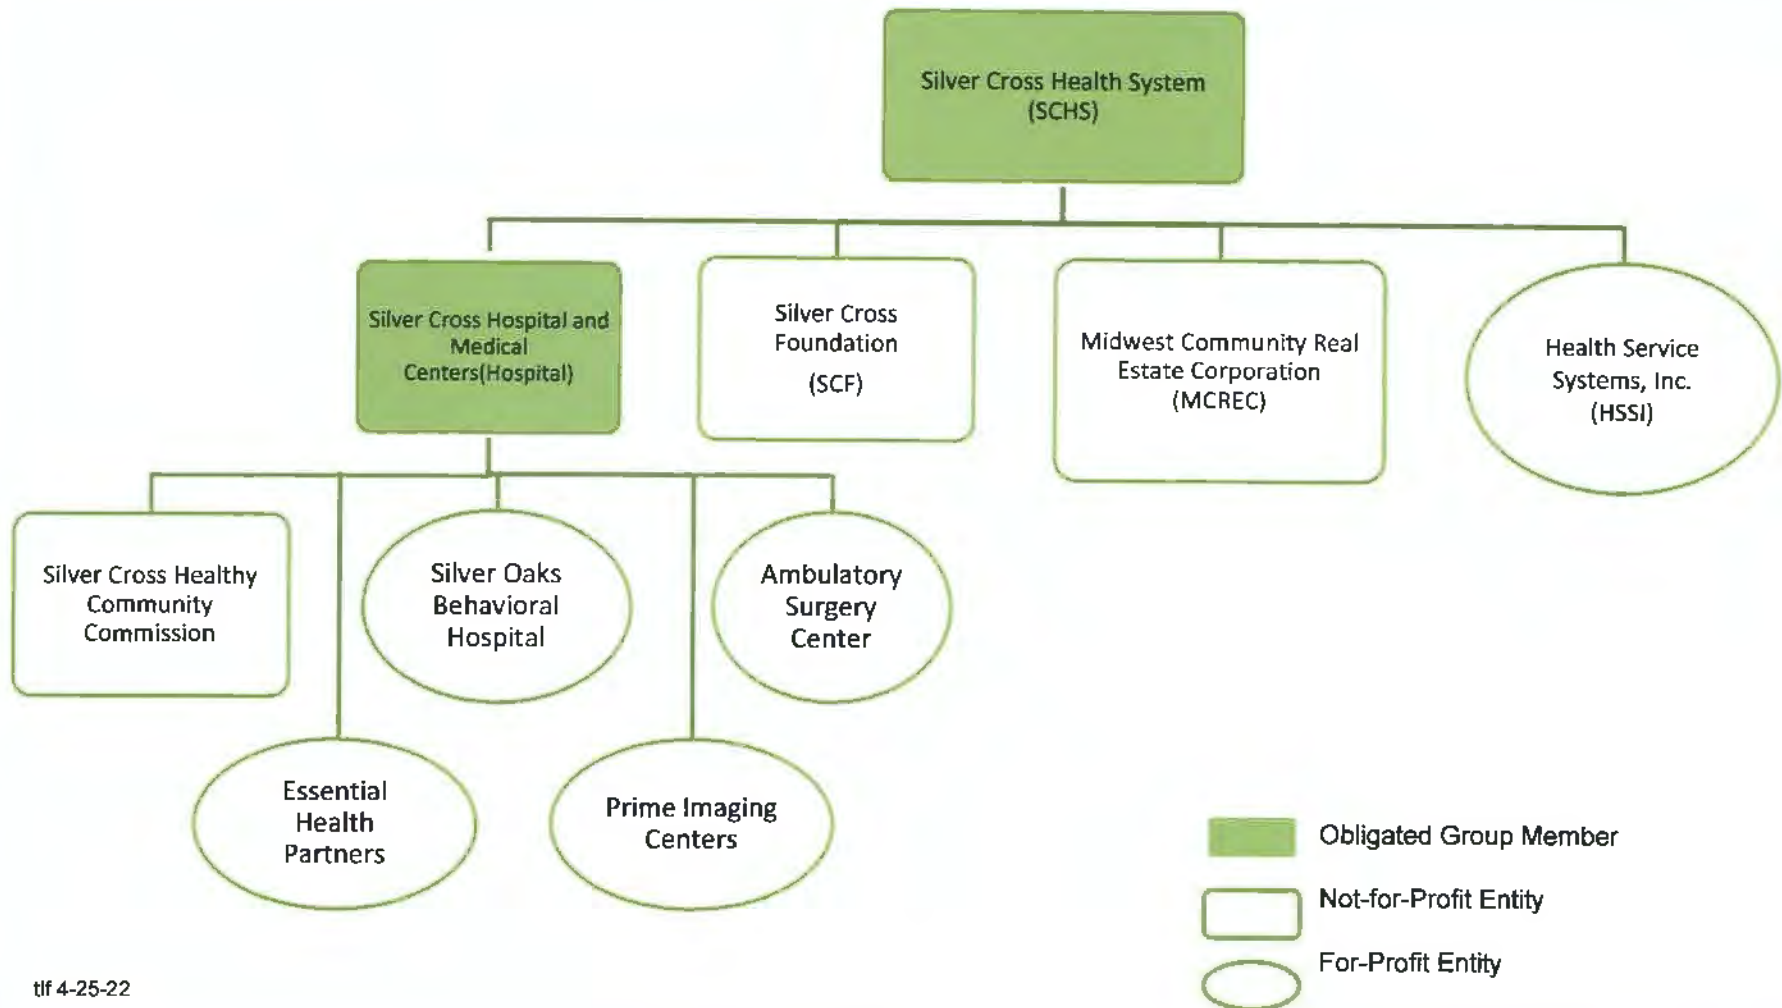 Silver Cross Health System
(SCHS)
Silver Cross Hospital and
Medical
Centers(Hospital)
Silver Cross
Foundation
(SCF)
Midwest Community Real
Estate Corporation
(MCREC)
Health Service
Systems, Inc.
(HSSI)
Silver Cross Healthy
Community
Commission
Silver Oaks
Behavioral
Hospital
Ambulatory
Surgery
Center
Essential
Health
Partners
Prime Imaging
Centers
Obligated Group Member
Not-for-Profit Entity
For-Profit Entity
tlf 4-25-22